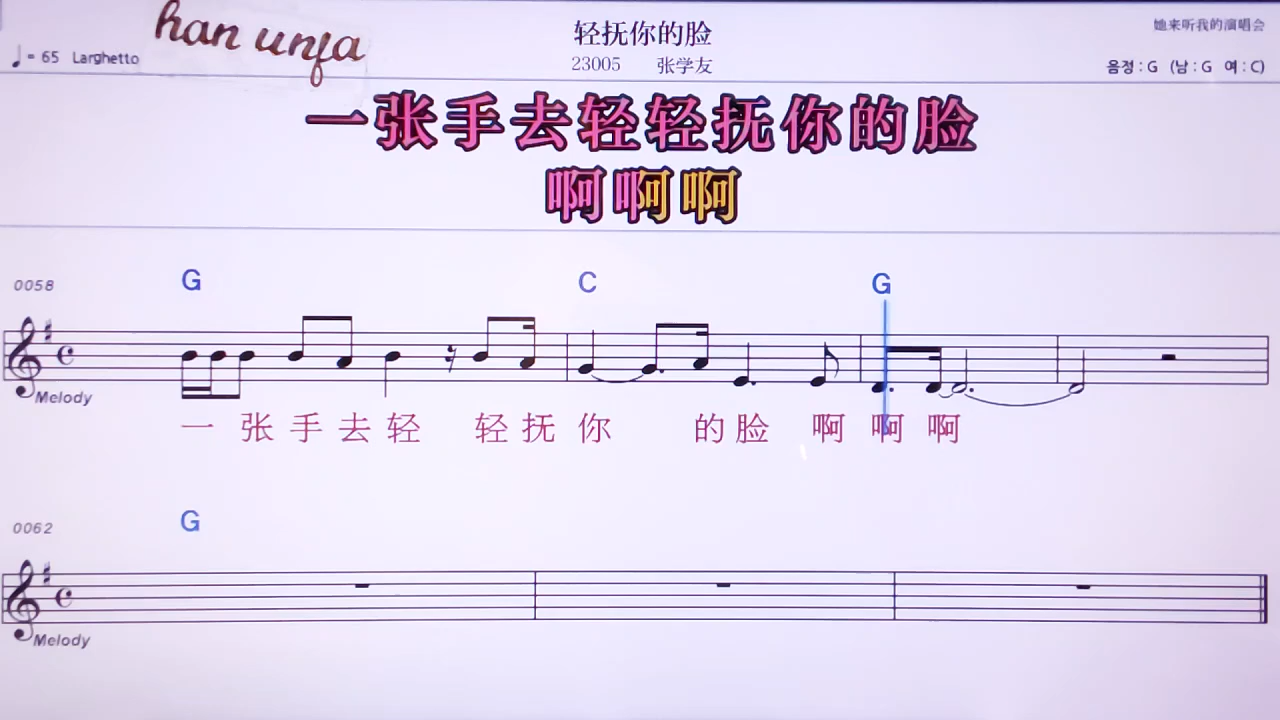 han unja
轻抚你的脸
她来听我的演唱会
♩= 65 Larghetto
23005 张学友
음정 : G (남 : G 여 : C)
一张手去轻轻抚你的脸
啊啊啊
0058 G C G
Melody
一 张 手 去 轻 轻 抚 你 的 脸 啊 啊 啊
0062 G
Melody